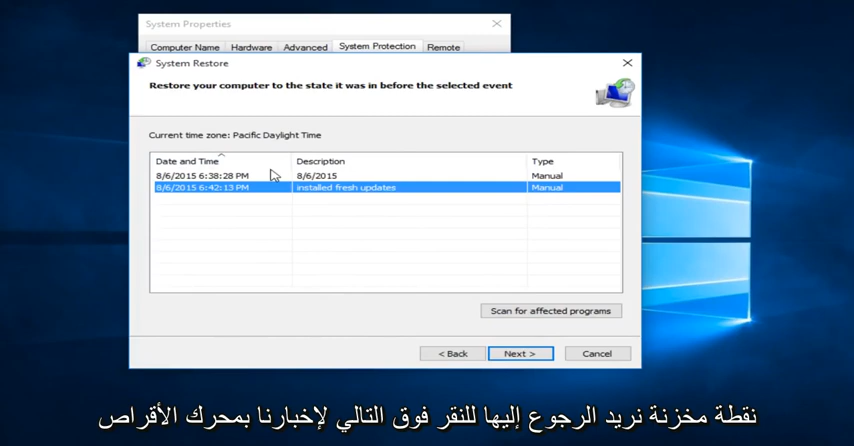 System Properties
Computer Name Hardware Advanced System Protection Remote
System Restore
Restore your computer to the state it was in before the selected event
Current time zone: Pacific Daylight Time
Date and Time Description Type
8/6/2015 6:38:28 PM 8/6/2015 Manual
8/6/2015 6:42:13 PM installed fresh updates Manual
Scan for affected programs
< Back Next > Cancel
نقطة مخزنة نريد الرجوع إليها للنقر فوق التالي لإخبارنا بمحرك الأقراص